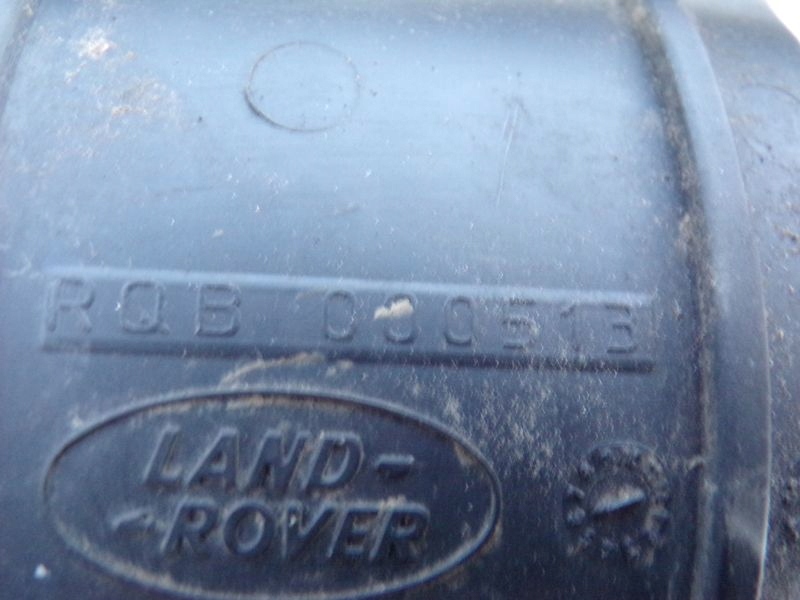 RQB 000513
LAND-
-ROVER